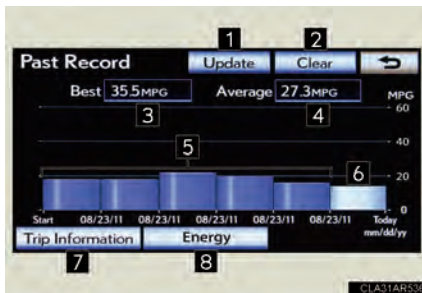 1 2
Past Record Update Clear
Best 35.5MPG Average 27.3MPG MPG
3 4 60
40
5
6 20
0
Start 08/23/11 08/23/11 08/23/11 08/23/11 08/23/11 Today
mm/dd/yy
Trip Information Energy
7 8
CLA31AR536